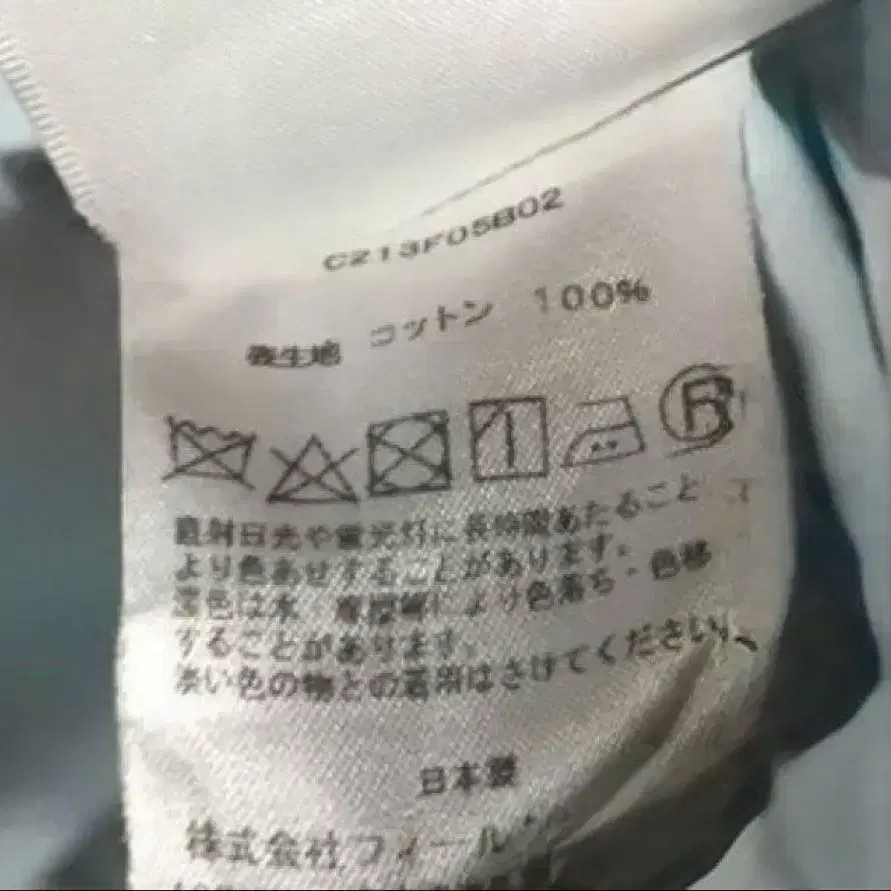 CZ13F05B02
表生地 コットン 100%
P
直射日光や蛍光灯に長時間あたること
より色あせすることがあります。
濃色は水 摩擦等により色落ち・色移
することがあります。
淡い色の物との着用はさけてください
日本製
株式会社フィール